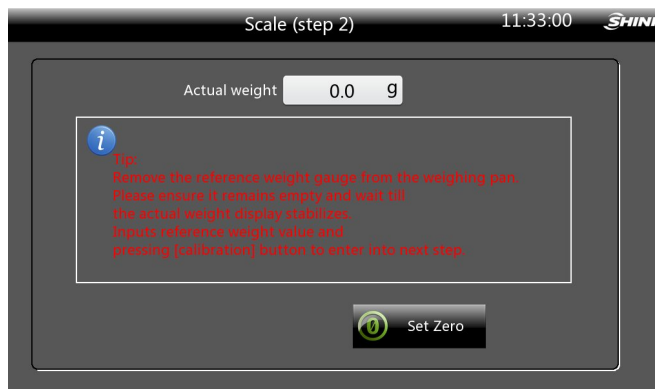 Scale (step 2) 11:33:00 SHINI
Actual weight 0.0 g
Tip:
Remove the reference weight gauge from the weighing pan.
Please ensure it remains empty and wait till
the actual weight display stabilizes.
Inputs reference weight value and
pressing [calibration] button to enter into next step.
0 Set Zero